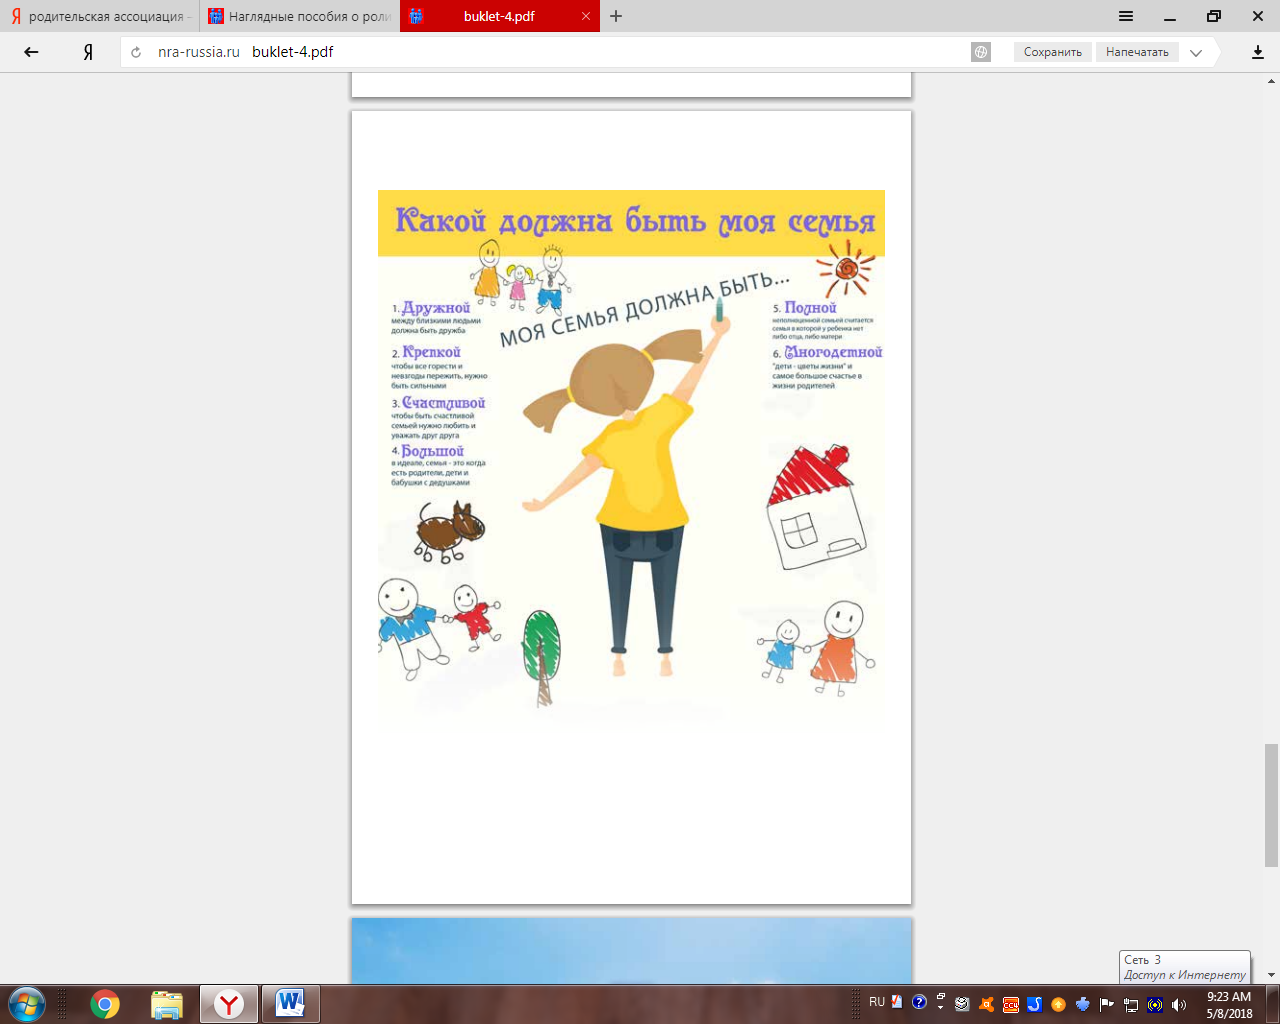 родительская ассоциация -
Наглядные пособия о роли
buklet-4.pdf
nra-russia.ru buklet-4.pdf
Сохранить
Напечатать
Какой должна быть моя семья
МОЯ СЕМЬЯ ДОЛЖНА БЫТЬ...
1. Дружной
между близкими людьми
должна быть дружба
2. Крепкой
чтобы все горести и
невзгоды пережить, нужно
быть сильными
3. Счастливой
чтобы быть счастливой
семьей нужно любить и
уважать друг друга
4. Большой
в идеале, семья - это когда
есть родители, дети и
бабушки с дедушками
5. Полной
неполноценной семьей считается
семья в которой у ребенка нет
либо отца, либо матери
6. Многодетной
"дети - цветы жизни" и
самое большое счастье в
жизни родителей
Сеть 3
Доступ к Интернету
RU
9:23 AM
5/8/2018